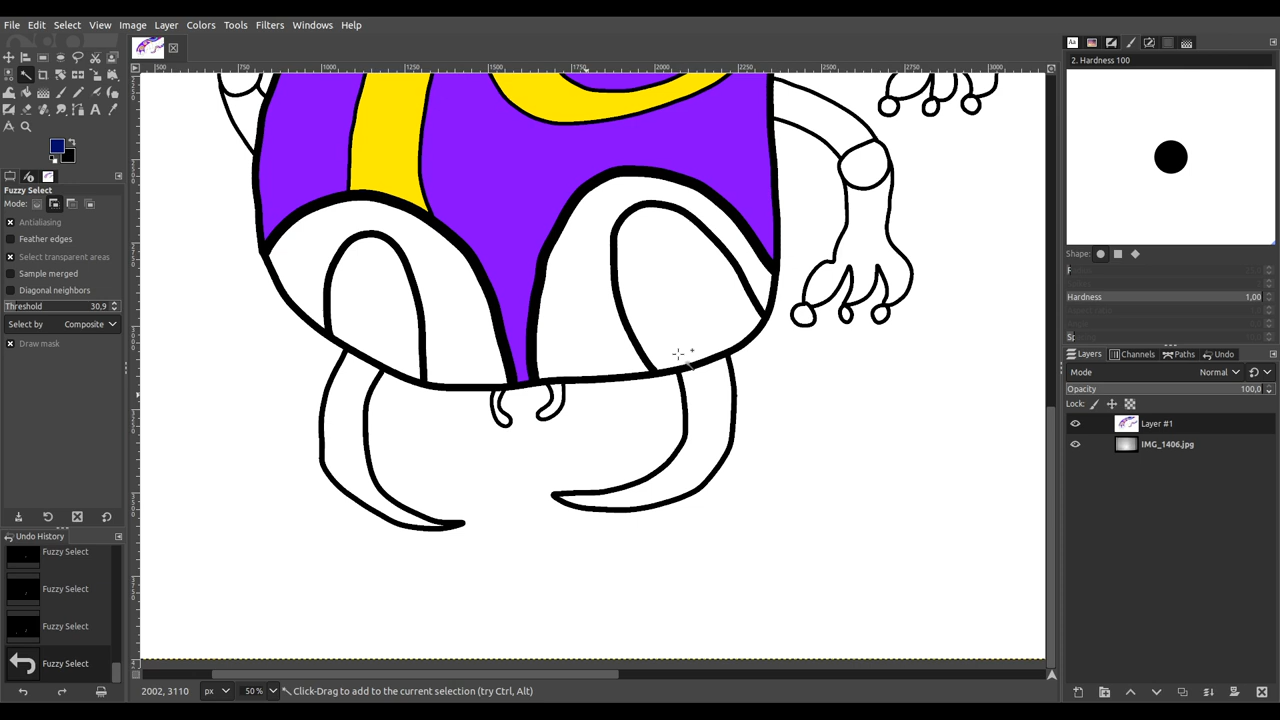 File Edit Select View Image Layer Colors Tools Filters Windows Help
500 750 1000 1250 1500 1750 2000 2250 2500 2750 3000
Fuzzy Select
Mode:
Antialiasing
Feather edges
Select transparent areas
Sample merged
Diagonal neighbors
Threshold 30,9
Select by Composite
Draw mask
Undo History
Fuzzy Select
Fuzzy Select
Fuzzy Select
Fuzzy Select
2002, 3110 px 50 % Click-Drag to add to the current selection (try Ctrl, Alt)
2. Hardness 100
Shape:
Hardness 1,00
Layers Channels Paths Undo
Mode Normal
Opacity 100,0
Lock:
Layer #1
IMG_1406.jpg